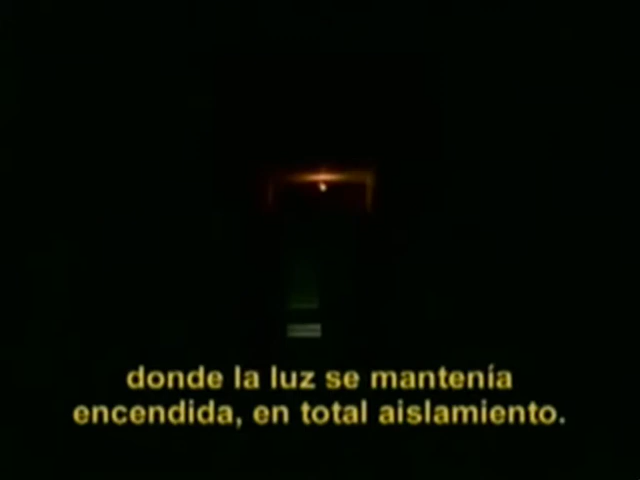 donde la luz se mantenía
encendida, en total aislamiento.